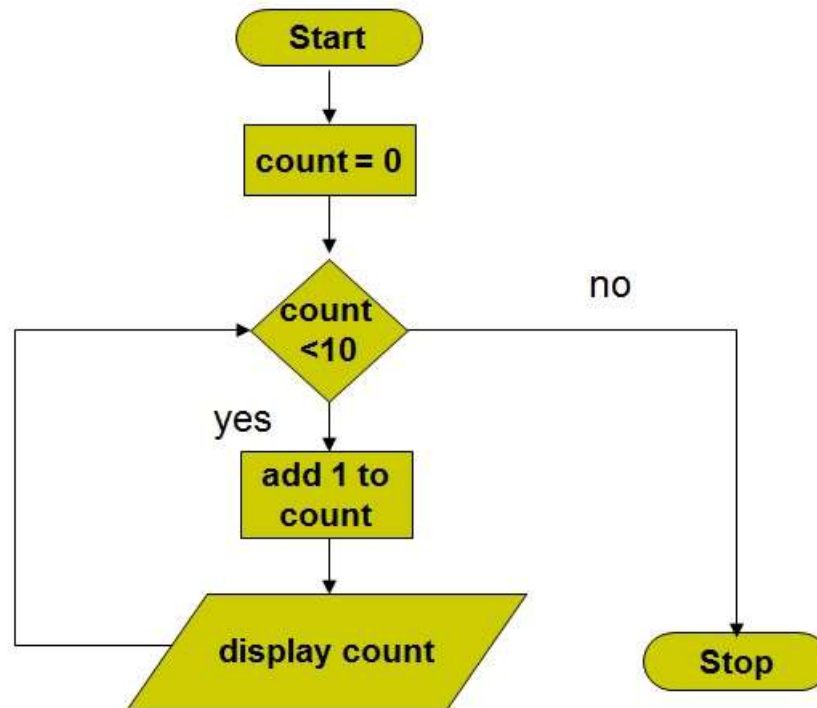 Start
count = 0
count
<10
no
yes
add 1 to
count
display count
Stop